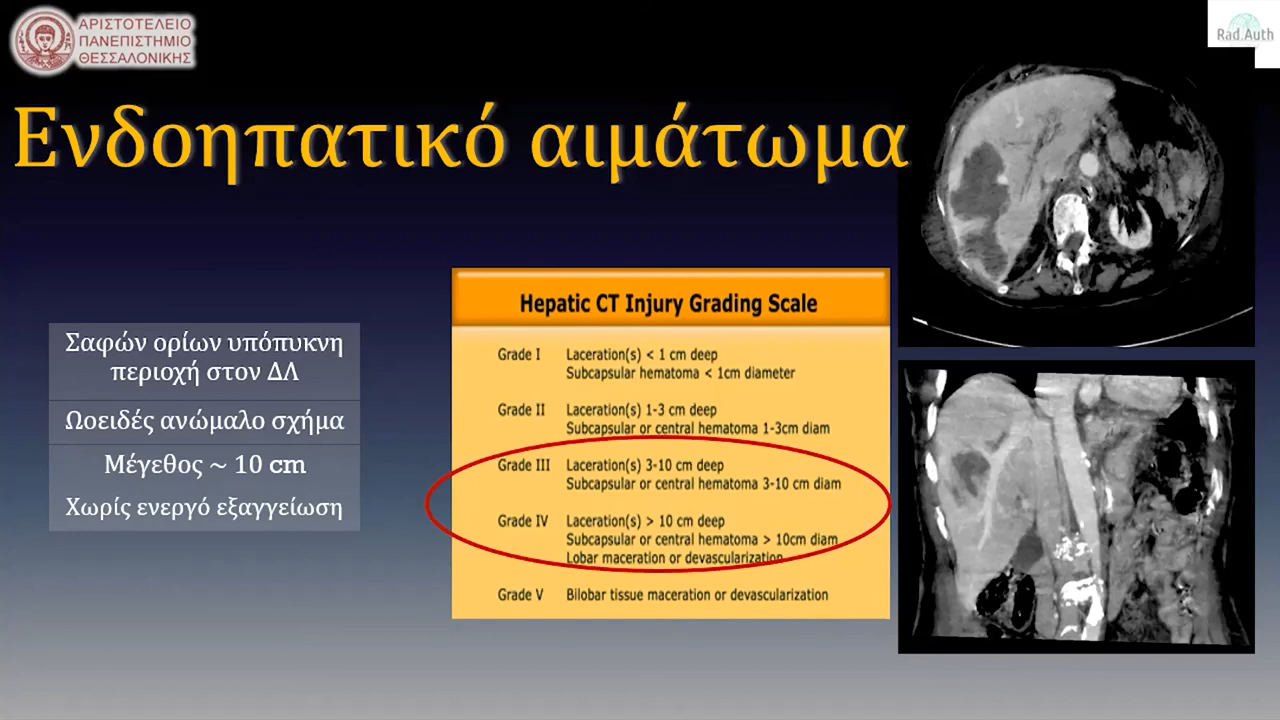 ΑΡΙΣΤΟΤΕΛΕΙΟ
ΠΑΝΕΠΙΣΤΗΜΙΟ
ΘΕΣΣΑΛΟΝΙΚΗΣ
Rad.Auth
Ενδοηπατικό αιμάτωμα
Σαφών ορίων υπόπυκνη
περιοχή στον ΔΛ
Ωοειδές ανώμαλο σχήμα
Μέγεθος ~ 10 cm
Χωρίς ενεργό εξαγγείωση
Hepatic CT Injury Grading Scale
Grade I Laceration(s) < 1 cm deep
Subcapsular hematoma < 1cm diameter
Grade II Laceration(s) 1-3 cm deep
Subcapsular or central hematoma 1-3cm diam
Grade III Laceration(s) 3-10 cm deep
Subcapsular or central hematoma 3-10 cm diam
Grade IV Laceration(s) > 10 cm deep
Subcapsular or central hematoma > 10cm diam
Lobar maceration or devascularization
Grade V Bilobar tissue maceration or devascularization